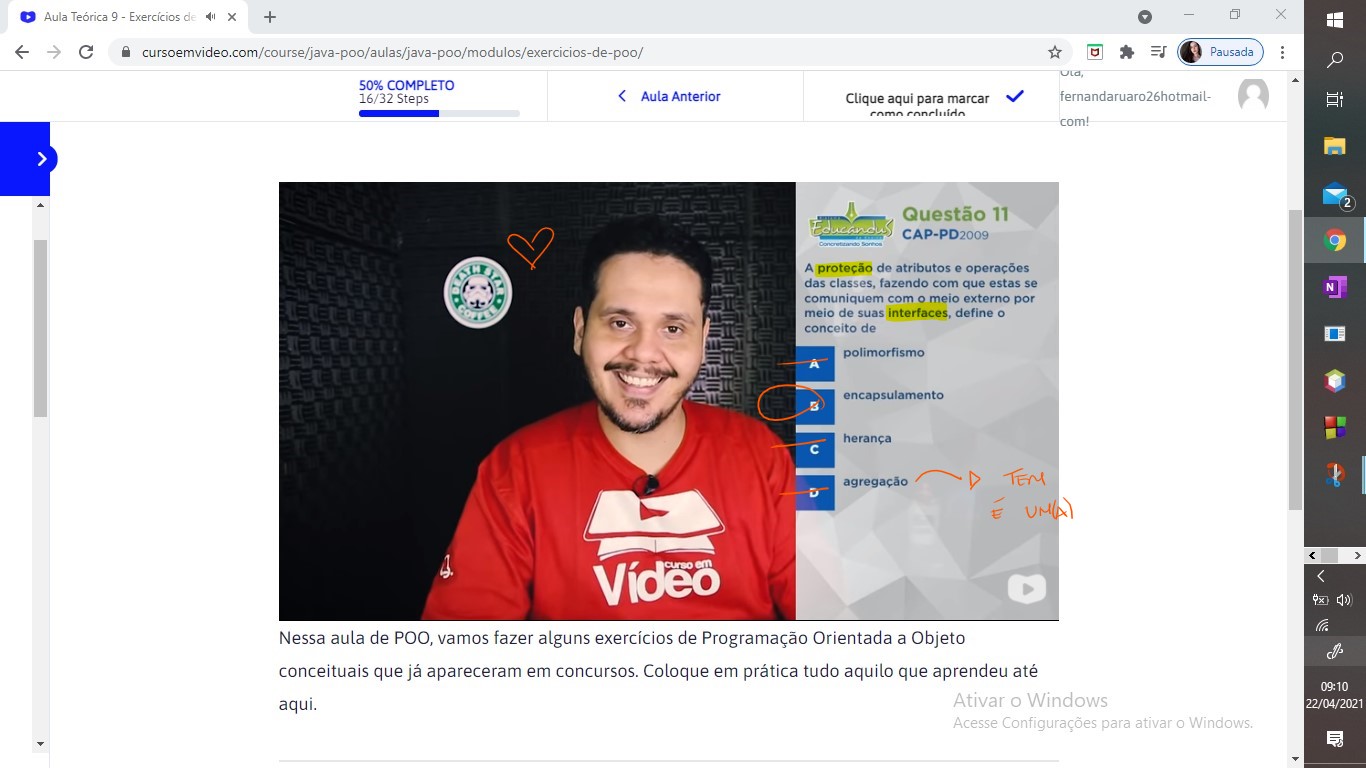 Aula Teórica 9 - Exercícios de
cursoemvideo.com/course/java-poo/aulas/java-poo/modulos/exercicios-de-poo/
Pausada
50% COMPLETO
16/32 Steps
Aula Anterior
Clique aqui para marcar
como concluído
Olá,
fernandaruaro26hotmail-
com!
DEATH STAR
COFFEE
curso em
Vídeo
Educandus
Concretizando Sonhos
Questão 11
CAP-PD2009
A proteção de atributos e operações
das classes, fazendo com que estas se
comuniquem com o meio externo por
meio de suas interfaces, define o
conceito de
A polimorfismo
B encapsulamento
C herança
D agregação
TEM
É UM(A)
Nessa aula de POO, vamos fazer alguns exercícios de Programação Orientada a Objeto
conceituais que já apareceram em concursos. Coloque em prática tudo aquilo que aprendeu até
aqui.
Ativar o Windows
Acesse Configurações para ativar o Windows.
2
N
09:10
22/04/2021